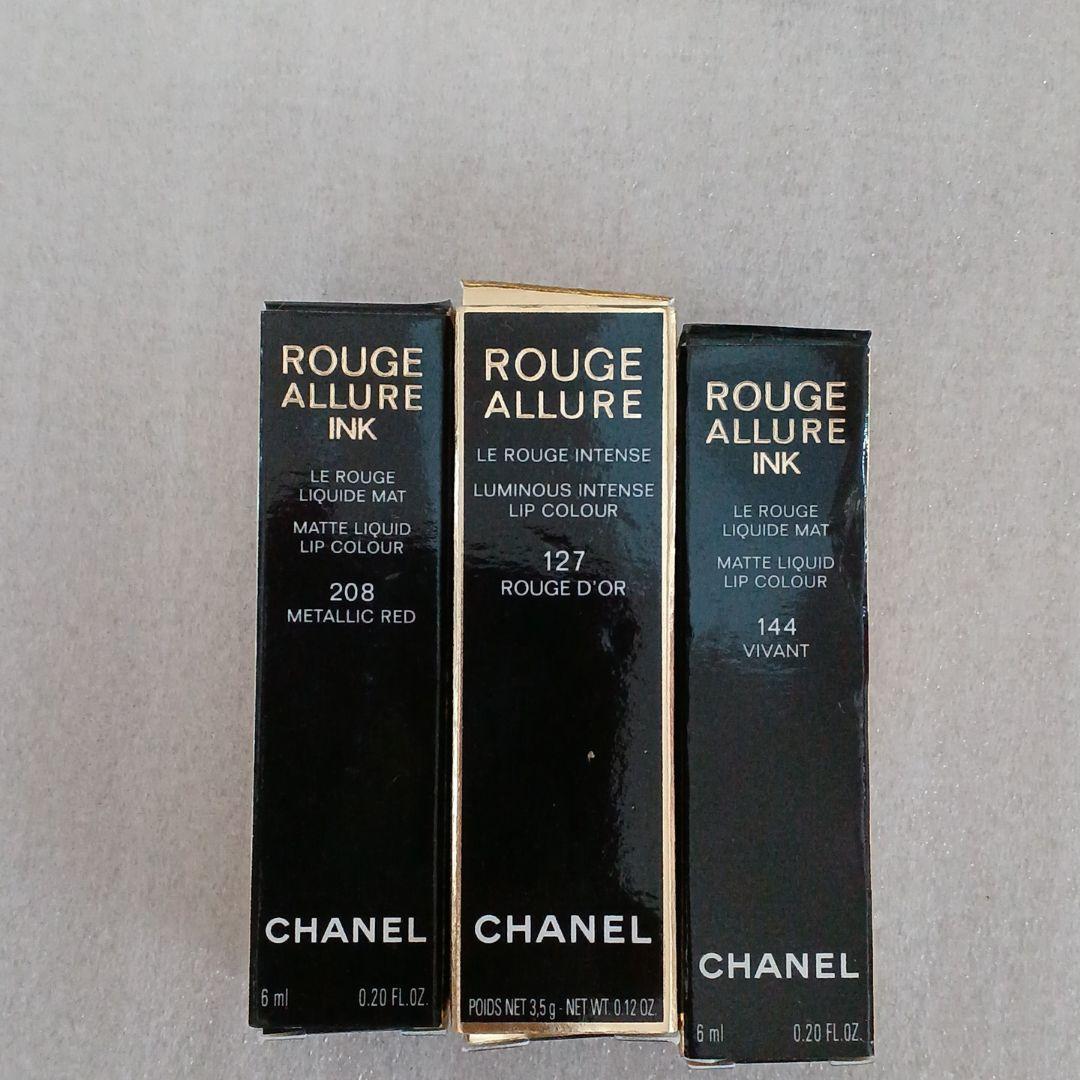 ROUGE
ALLURE
INK
LE ROUGE
LIQUIDE MAT
MATTE LIQUID
LIP COLOUR
208
METALLIC RED
CHANEL
6 ml 0.20 FL.OZ.
ROUGE
ALLURE
LE ROUGE INTENSE
LUMINOUS INTENSE
LIP COLOUR
127
ROUGE D'OR
CHANEL
POIDS NET 3,5 g - NET WT. 0.12 OZ.
ROUGE
ALLURE
INK
LE ROUGE
LIQUIDE MAT
MATTE LIQUID
LIP COLOUR
144
VIVANT
CHANEL
6 ml 0.20 FL.OZ.